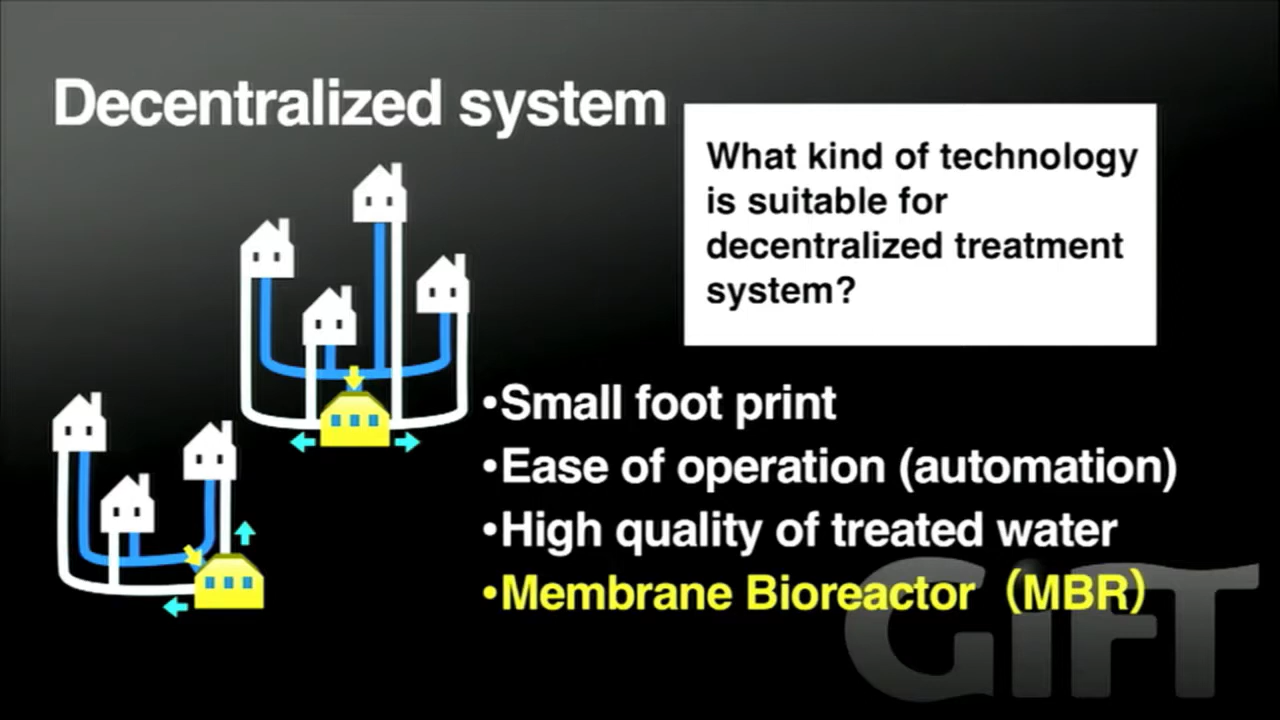 Decentralized system
What kind of technology
is suitable for
decentralized treatment
system?
•Small foot print
•Ease of operation (automation)
•High quality of treated water
•Membrane Bioreactor（MBR）
GiFT